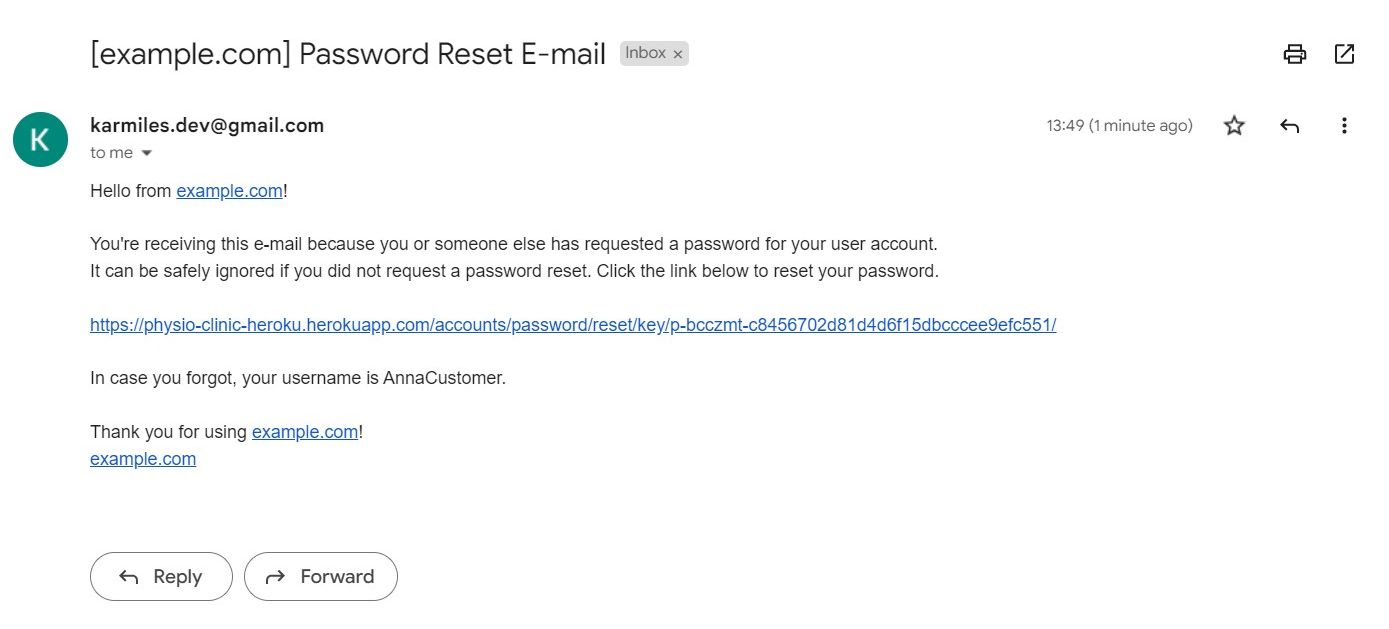 [example.com] Password Reset E-mail Inbox ×
K
karmiles.dev@gmail.com 13:49 (1 minute ago)
to me
Hello from example.com!
You're receiving this e-mail because you or someone else has requested a password for your user account.
It can be safely ignored if you did not request a password reset. Click the link below to reset your password.
https://physio-clinic-heroku.herokuapp.com/accounts/password/reset/key/p-bcczmt-c8456702d81d4d6f15dbcccee9efc551/
In case you forgot, your username is AnnaCustomer.
Thank you for using example.com!
example.com
Reply Forward